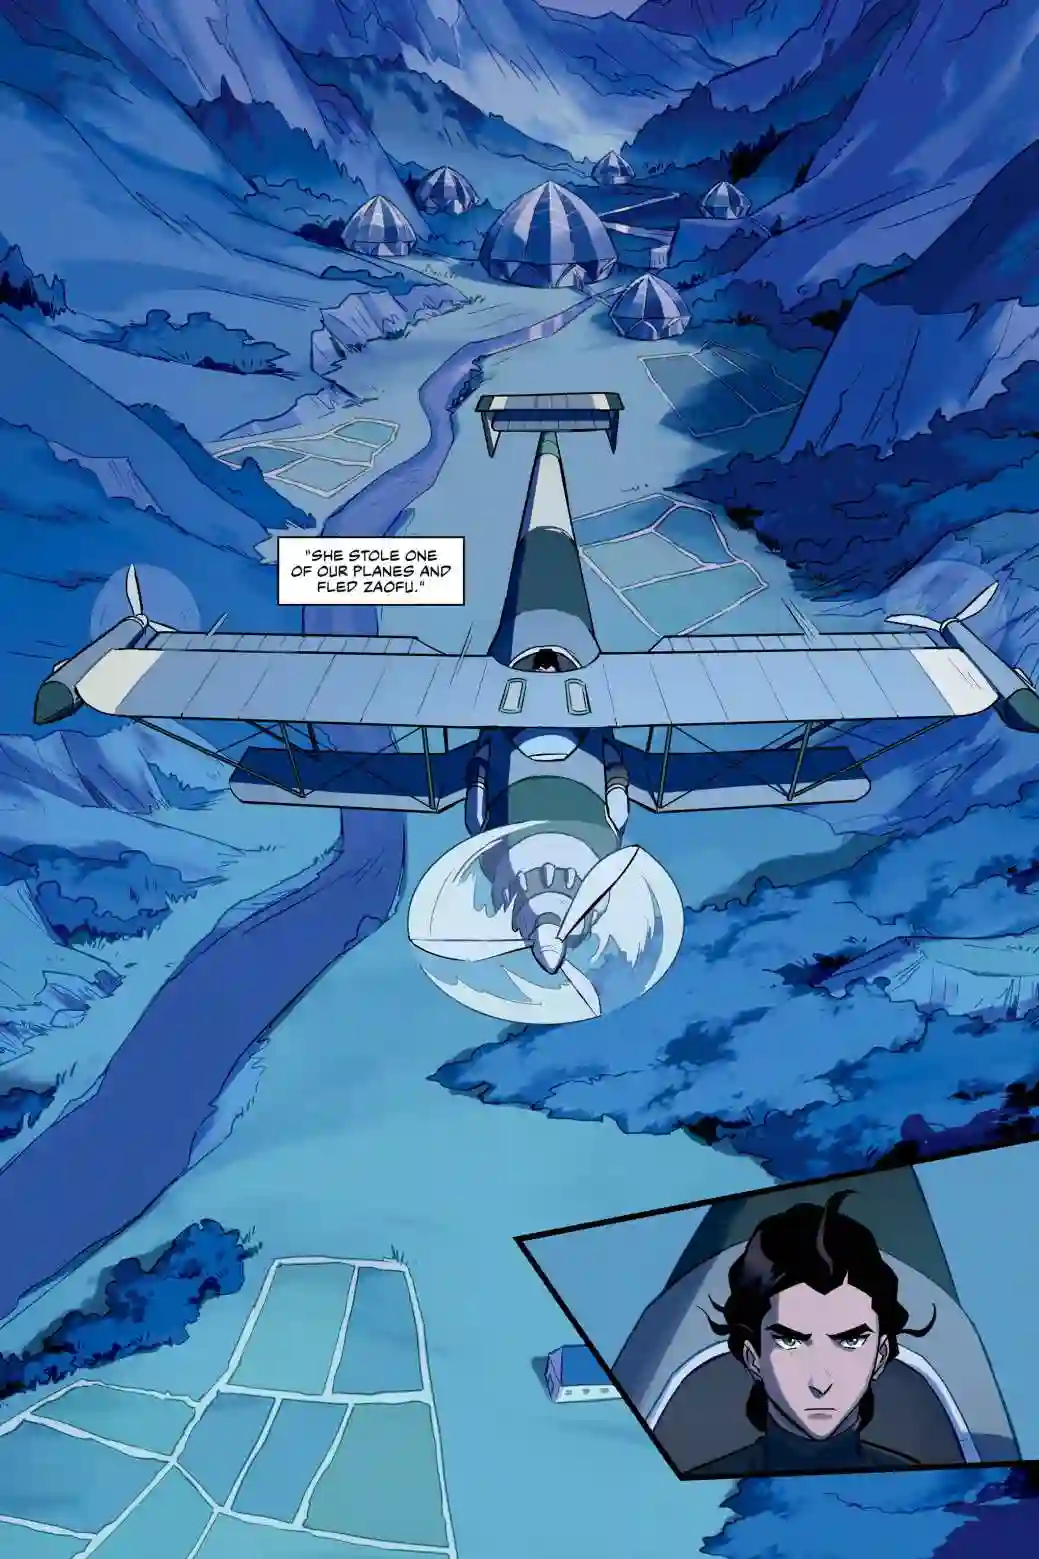 "SHE STOLE ONE
OF OUR PLANES AND
FLED ZAOFU."